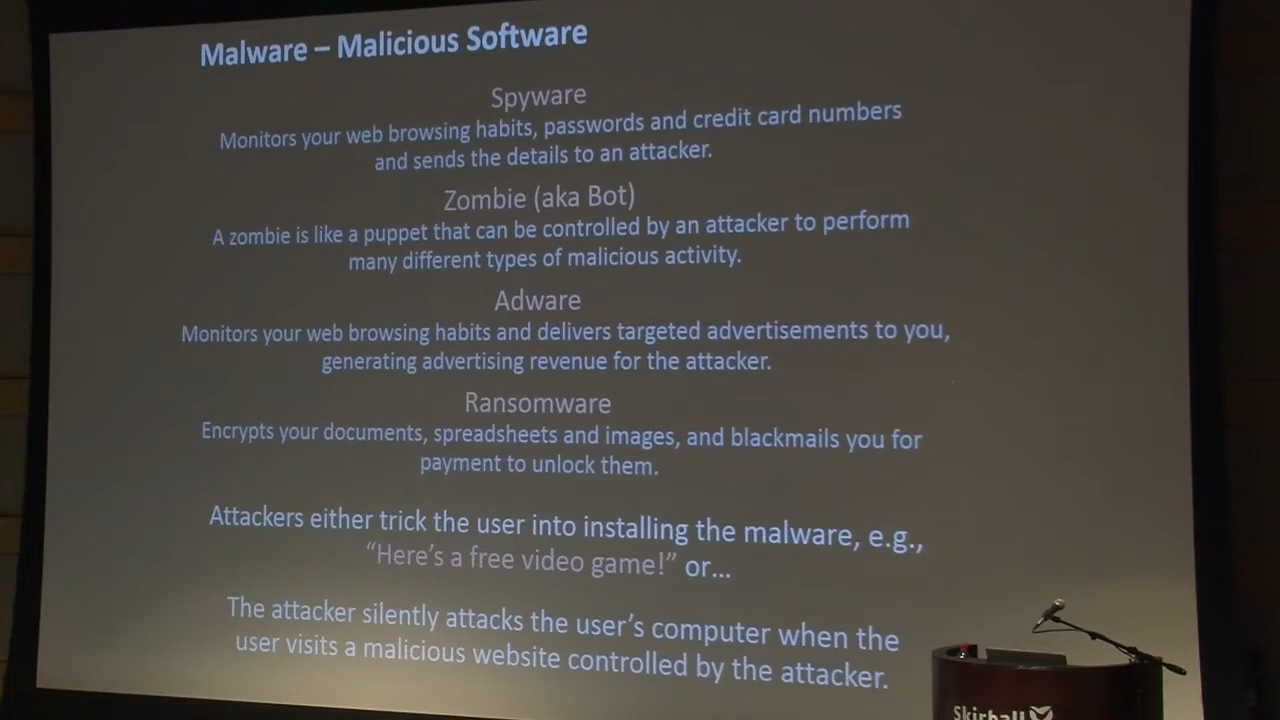 Malware – Malicious Software
Spyware
Monitors your web browsing habits, passwords and credit card numbers
and sends the details to an attacker.
Zombie (aka Bot)
A zombie is like a puppet that can be controlled by an attacker to perform
many different types of malicious activity.
Adware
Monitors your web browsing habits and delivers targeted advertisements to you,
generating advertising revenue for the attacker.
Ransomware
Encrypts your documents, spreadsheets and images, and blackmails you for
payment to unlock them.
Attackers either trick the user into installing the malware, e.g.,
“Here’s a free video game!” or...
The attacker silently attacks the user’s computer when the
user visits a malicious website controlled by the attacker.
Skirball